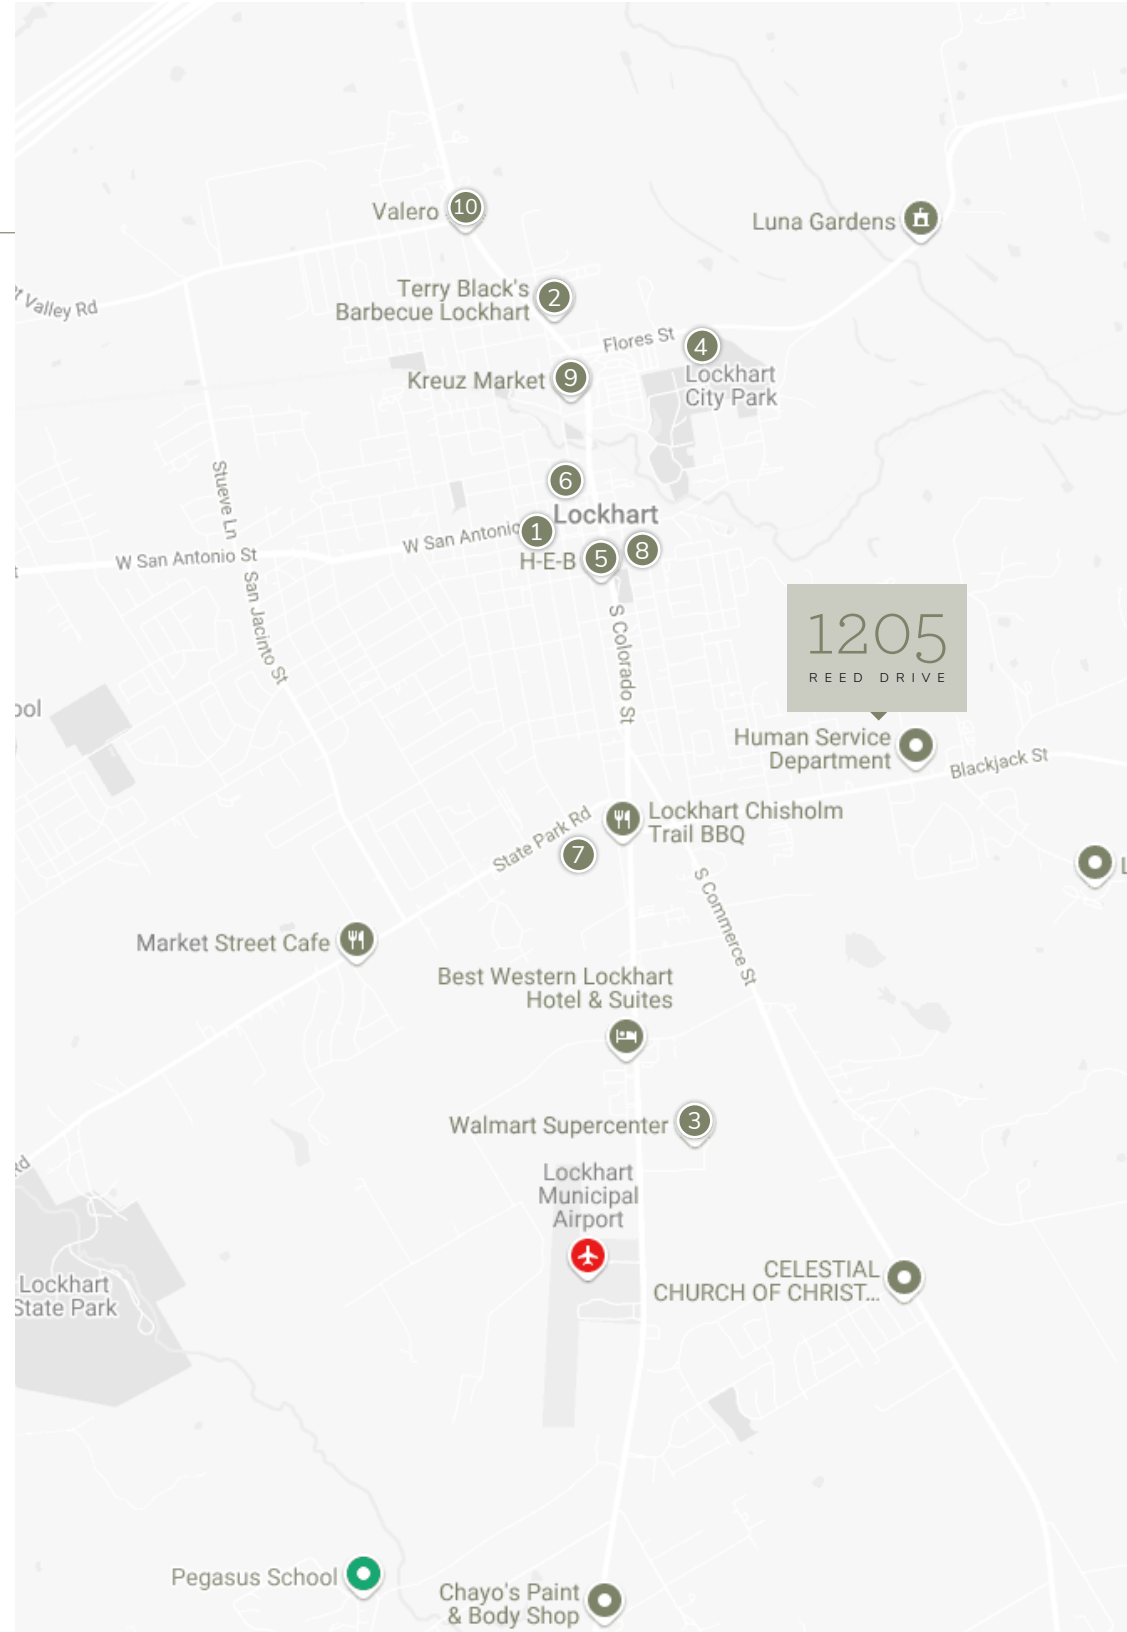 Valero
10
Luna Gardens
Valley Rd
Terry Black's
Barbecue Lockhart
2
Flores St
4
Kreuz Market
9
Lockhart
City Park
Stueve Ln
6
Lockhart
W San Antonio
1
W San Antonio St
H-E-B
5
8
San Jacinto St
S Colorado St
1205
REED DRIVE
Human Service
Department
Blackjack St
Lockhart Chisholm
Trail BBQ
State Park Rd
7
S Commerce St
Market Street Cafe
Best Western Lockhart
Hotel & Suites
Walmart Supercenter
3
Lockhart
Municipal
Airport
Lockhart
State Park
CELESTIAL
CHURCH OF CHRIST...
Pegasus School
Chayo's Paint
& Body Shop